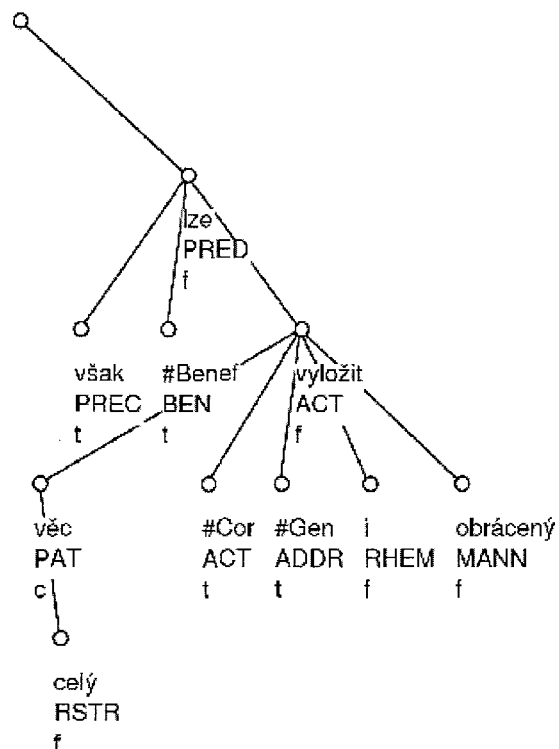 lze
PRED
f
však #Benef vyložit
PREC BEN ACT
t t f
věc #Cor #Gen i obrácený
PAT ACT ADDR RHEM MANN
c t t f f
celý
RSTR
f